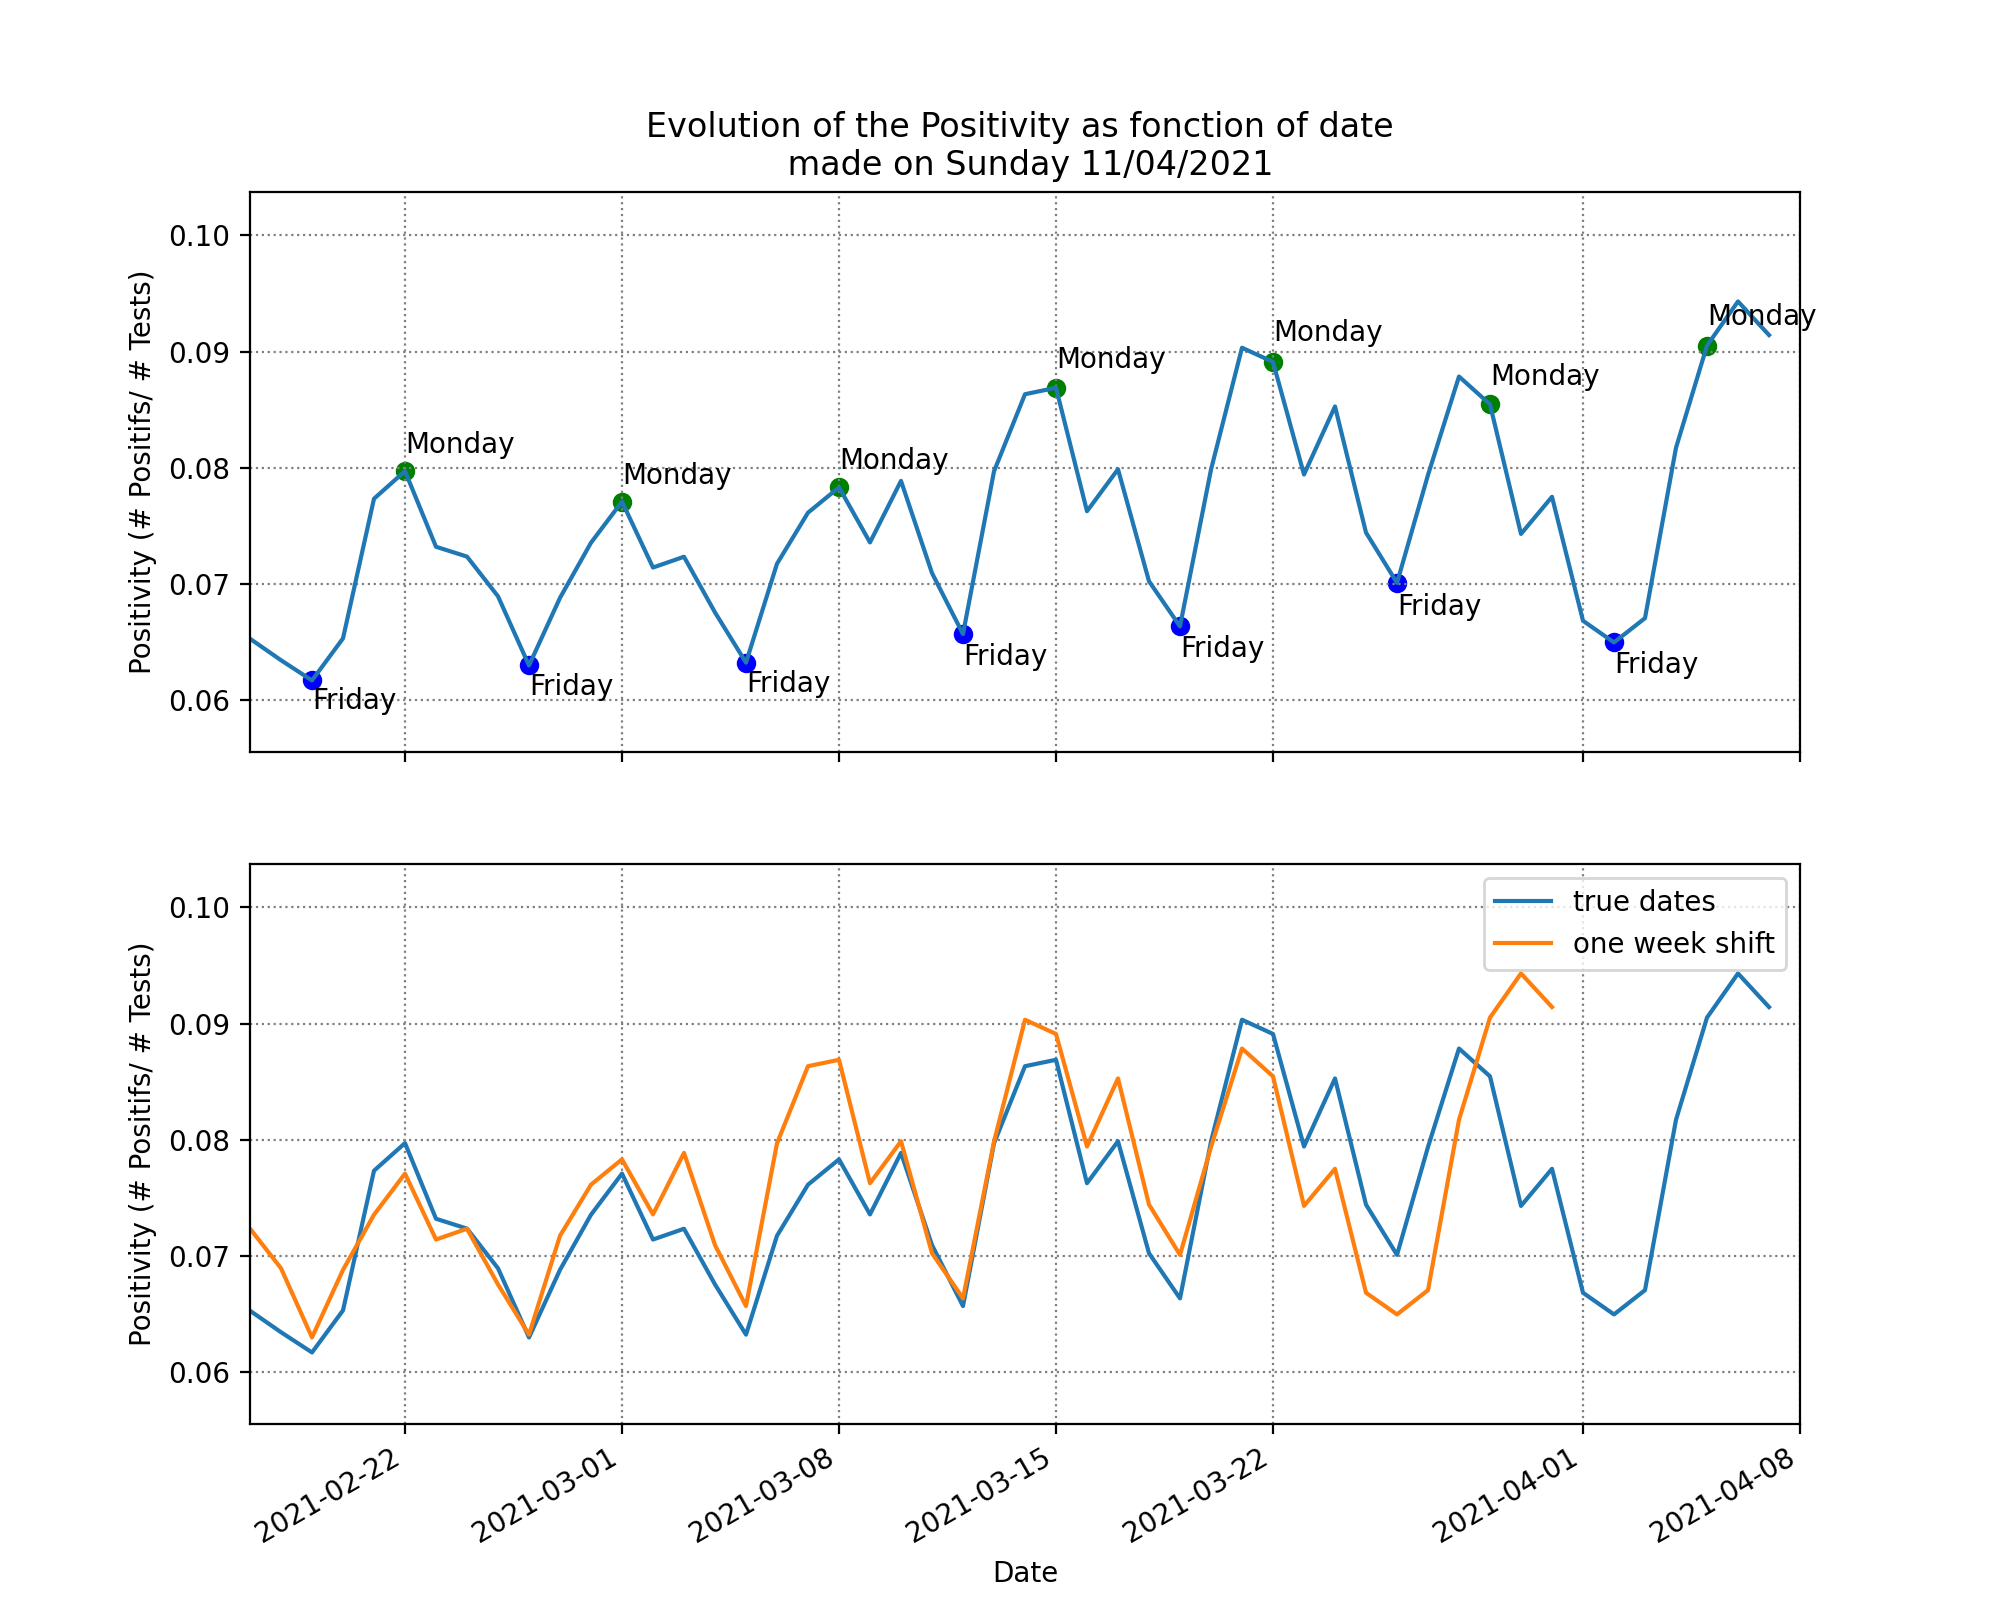 Evolution of the Positivity as fonction of date
made on Sunday 11/04/2021
Positivity (# Positifs/ # Tests)
0.10
0.09
0.08
0.07
0.06
Monday
Monday
Monday
Monday
Monday
Monday
Monday
Friday
Friday
Friday
Friday
Friday
Friday
Friday
Positivity (# Positifs/ # Tests)
0.10
0.09
0.08
0.07
0.06
true dates
one week shift
2021-02-22
2021-03-01
2021-03-08
2021-03-15
2021-03-22
2021-04-01
2021-04-08
Date